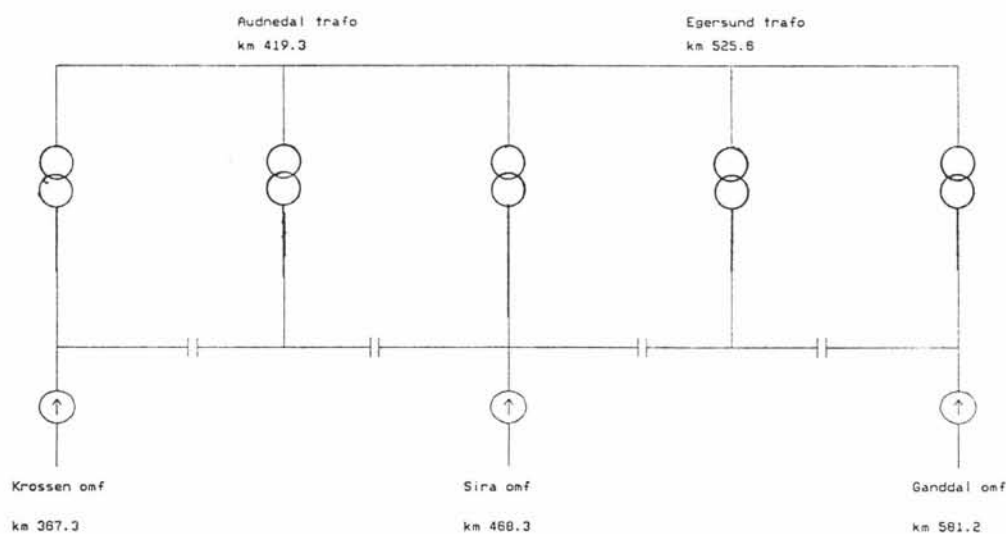 Audnedal trafo
km 419.3
Egersund trafo
km 525.6
Krossen omf
km 367.3
Sira omf
km 468.3
Ganddal omf
km 581.2